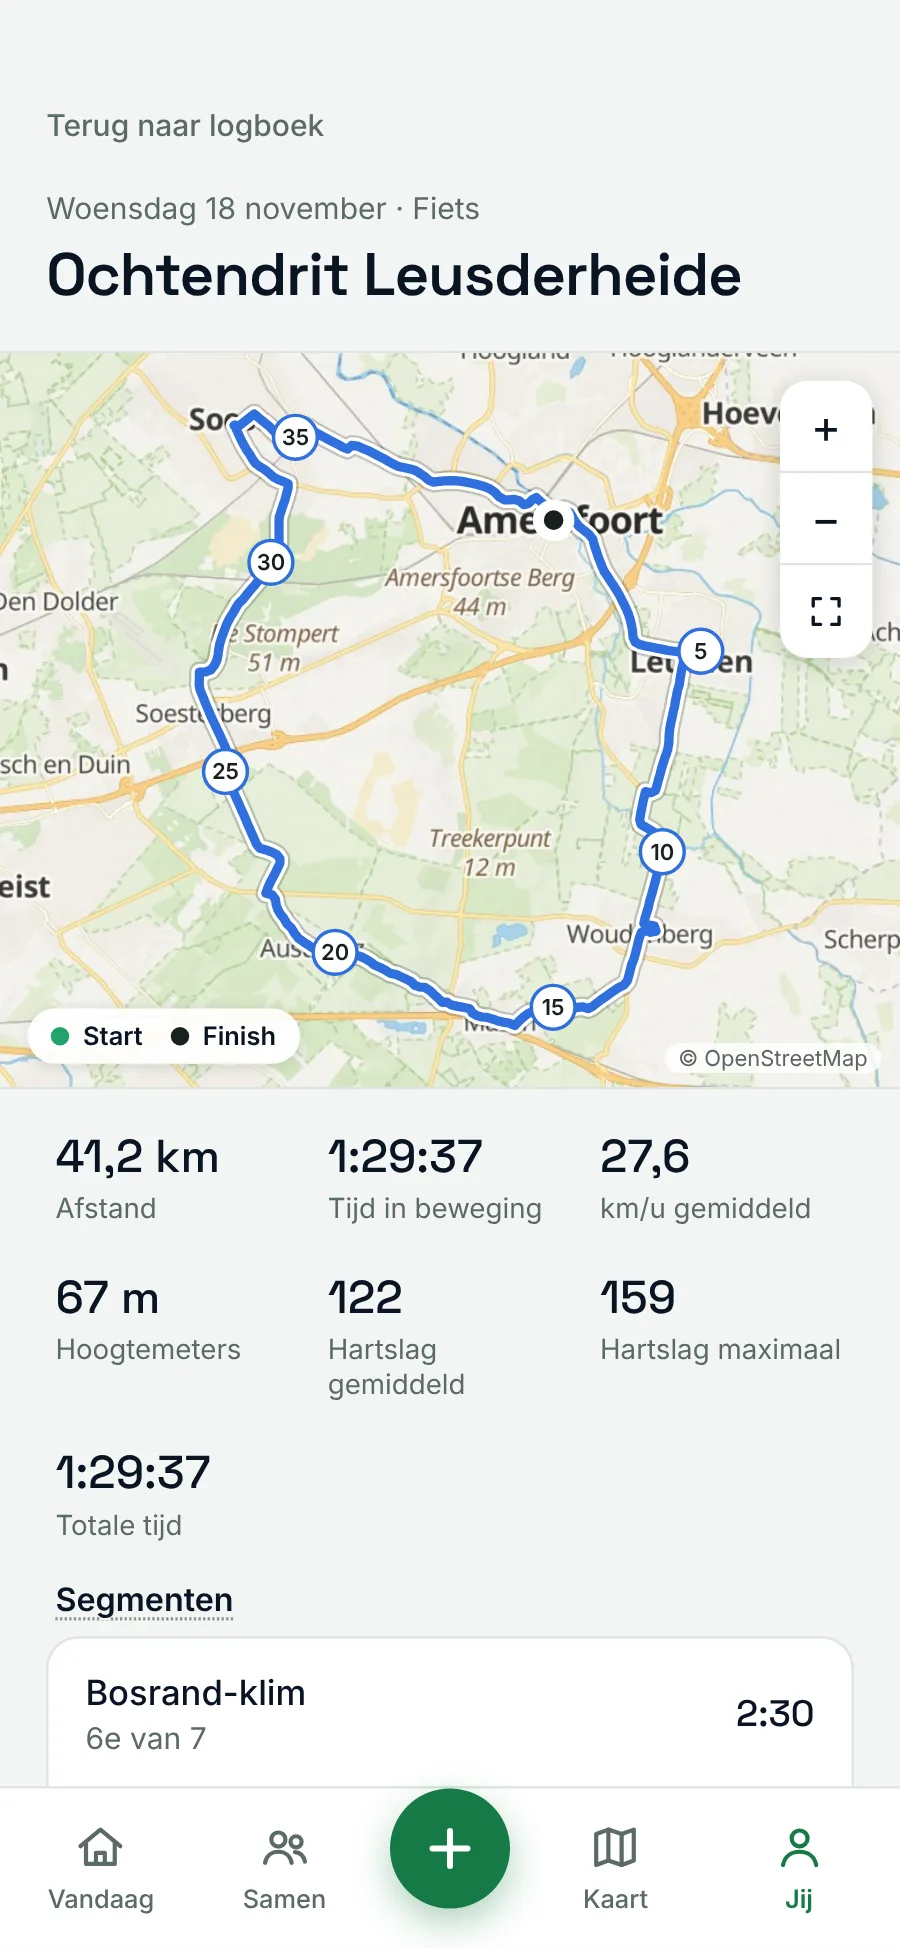 Terug naar logboek
Woensdag 18 november · Fiets
Ochtendrit Leusderheide
Hoogland
Hooglanderveen
35
Amersfoortse Berg
44 m
30
Den Dolder
De Stompert
51 m
5
Soesterberg
25
sch en Duin
Treekerpunt
12 m
10
eist
20
Scherp
15
Start
Finish
© OpenStreetMap
41,2 km
1:29:37
27,6
Afstand
Tijd in beweging
km/u gemiddeld
67 m
122
159
Hoogtemeters
Hartslag
gemiddeld
Hartslag maximaal
1:29:37
Totale tijd
Segmenten
Bosrand-klim
6e van 7
2:30
Vandaag
Samen
Kaart
Jij